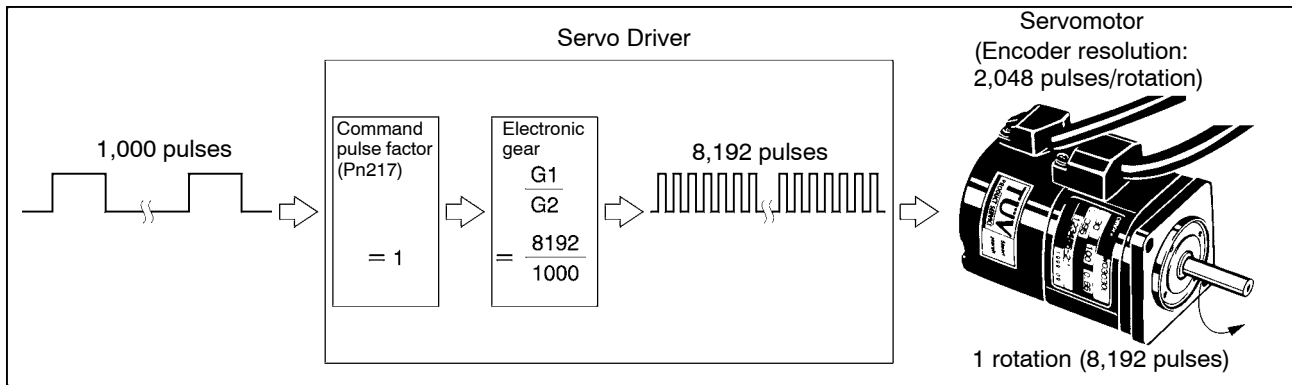 Servo Driver
Servomotor
(Encoder resolution:
2,048 pulses/rotation)
1,000 pulses
Command
pulse factor
(Pn217)
= 1
Electronic
gear
G1
G2
= 8192
1000
8,192 pulses
TÜV
1 rotation (8,192 pulses)